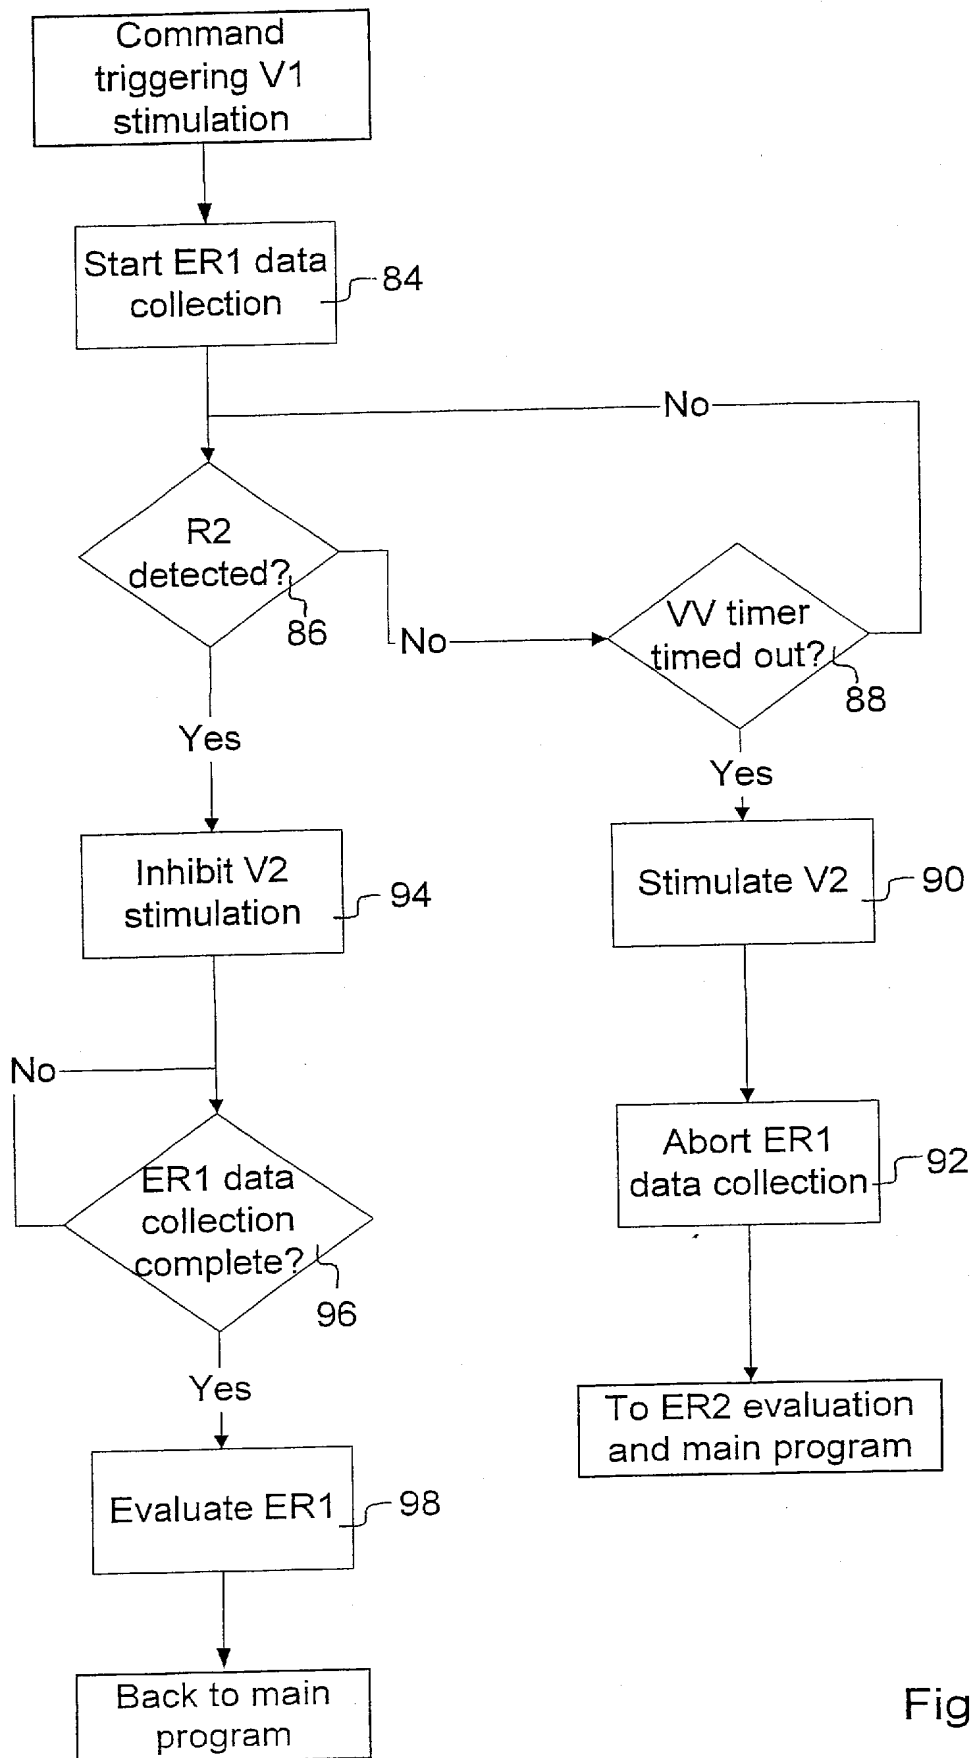 Command
triggering V1
stimulation
Start ER1 data
collection
84
No
R2
detected?
86
No
VV timer
timed out?
88
Yes
Yes
Inhibit V2
stimulation
94
Stimulate V2
90
No
ER1 data
collection
complete?
96
Abort ER1
data collection
92
Yes
To ER2 evaluation
and main program
Evaluate ER1
98
Back to main
program
Fig